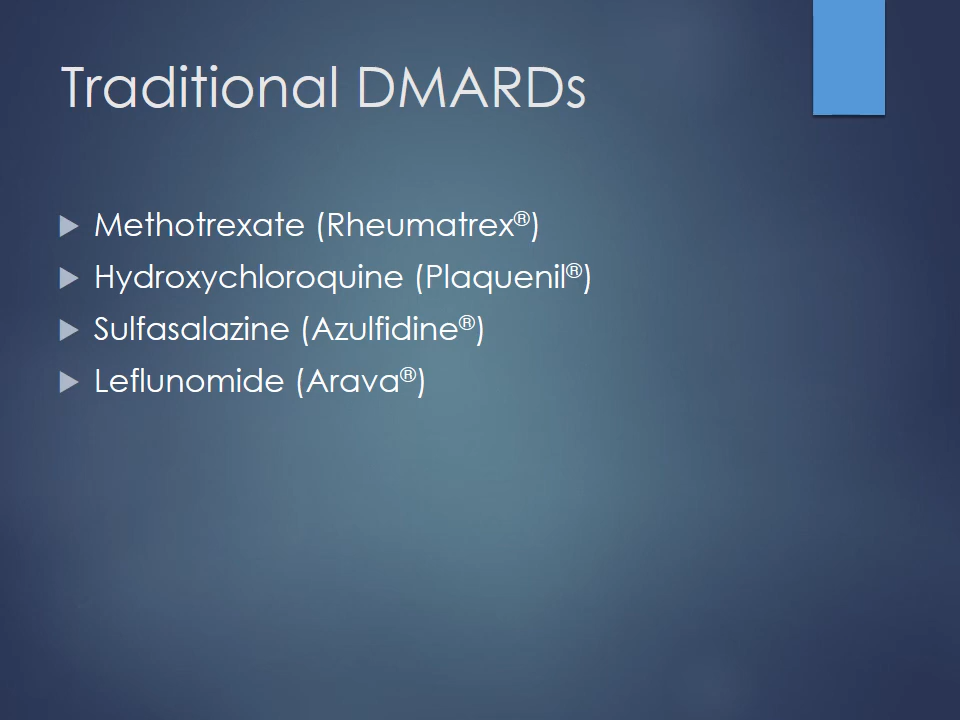 Traditional DMARDs
Methotrexate (Rheumatrex®)
Hydroxychloroquine (Plaquenil®)
Sulfasalazine (Azulfidine®)
Leflunomide (Arava®)